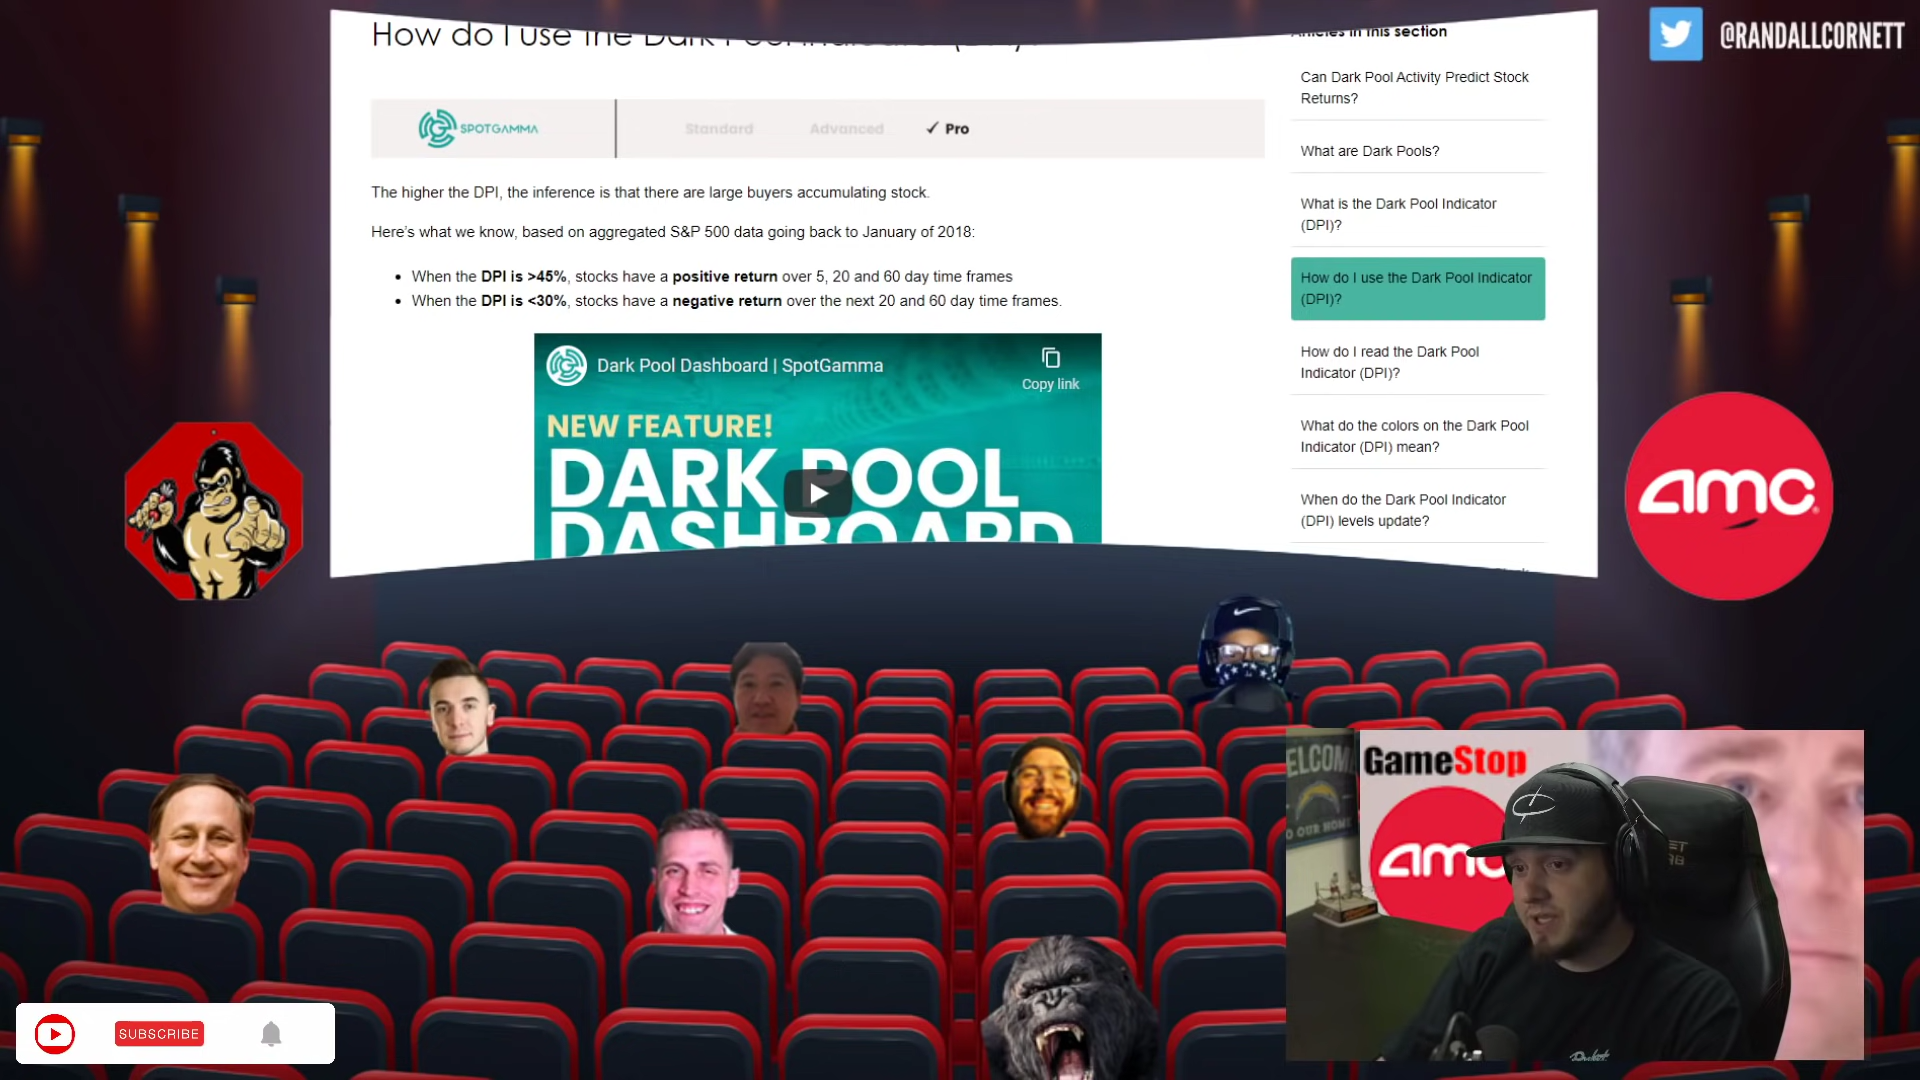 How do I use the Dark Pool Indicator (DPI)?
Articles in this section
@RANDALLCORNETT
Can Dark Pool Activity Predict Stock
Returns?
SPOTGAMMA
Standard
Advanced
✓ Pro
What are Dark Pools?
The higher the DPI, the inference is that there are large buyers accumulating stock.
What is the Dark Pool Indicator
(DPI)?
Here's what we know, based on aggregated S&P 500 data going back to January of 2018:
• When the DPI is >45%, stocks have a positive return over 5, 20 and 60 day time frames
• When the DPI is <30%, stocks have a negative return over the next 20 and 60 day time frames.
How do I use the Dark Pool Indicator
(DPI)?
How do I read the Dark Pool
Indicator (DPI)?
What do the colors on the Dark Pool
Indicator (DPI) mean?
When do the Dark Pool Indicator
(DPI) levels update?
Dark Pool Dashboard | SpotGamma
Copy link
NEW FEATURE!
DARK POOL
DASHBOARD
amc
GameStop
amc
SUBSCRIBE